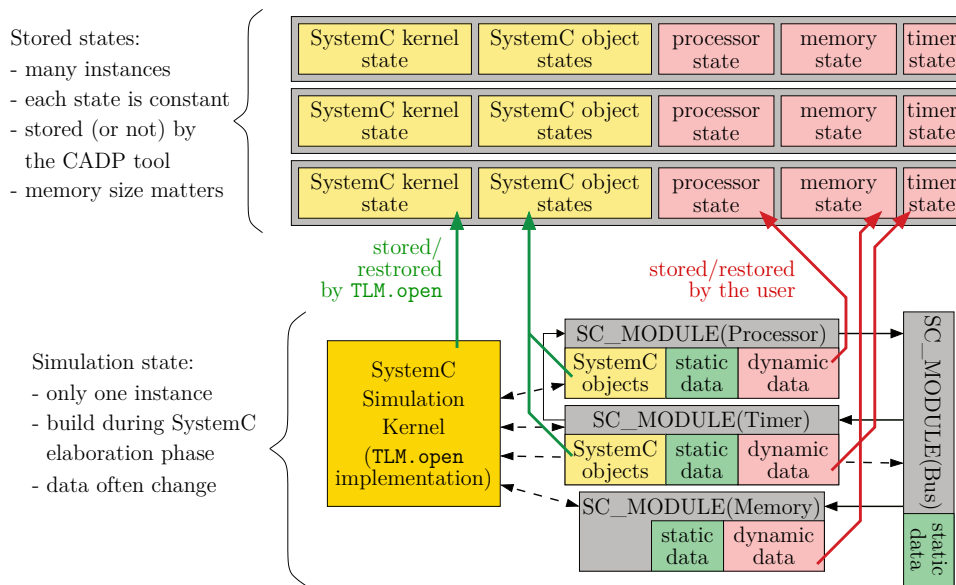 Stored states:
- many instances
- each state is constant
- stored (or not) by
the CADP tool
- memory size matters
SystemC kernel
state
SystemC object
states
processor
state
memory
state
timer
state
SystemC kernel
state
SystemC object
states
processor
state
memory
state
timer
state
SystemC kernel
state
SystemC object
states
processor
state
memory
state
timer
state
stored/
restrored
by TLM.open
stored/restored
by the user
Simulation state:
- only one instance
- build during SystemC
elaboration phase
- data often change
SystemC
Simulation
Kernel
(TLM.open
implementation)
SC_MODULE(Processor)
SystemC
objects
static
data
dynamic
data
SC_MODULE(Timer)
SystemC
objects
static
data
dynamic
data
SC_MODULE(Memory)
static
data
dynamic
data
SC_MODULE(Bus)
static
data